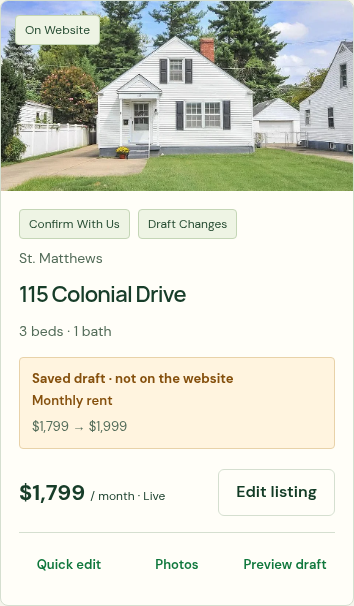 On Website
Confirm With Us
Draft Changes
St. Matthews
115 Colonial Drive
3 beds · 1 bath
Saved draft · not on the website
Monthly rent
$1,799 → $1,999
$1,799 / month · Live
Edit listing
Quick edit
Photos
Preview draft